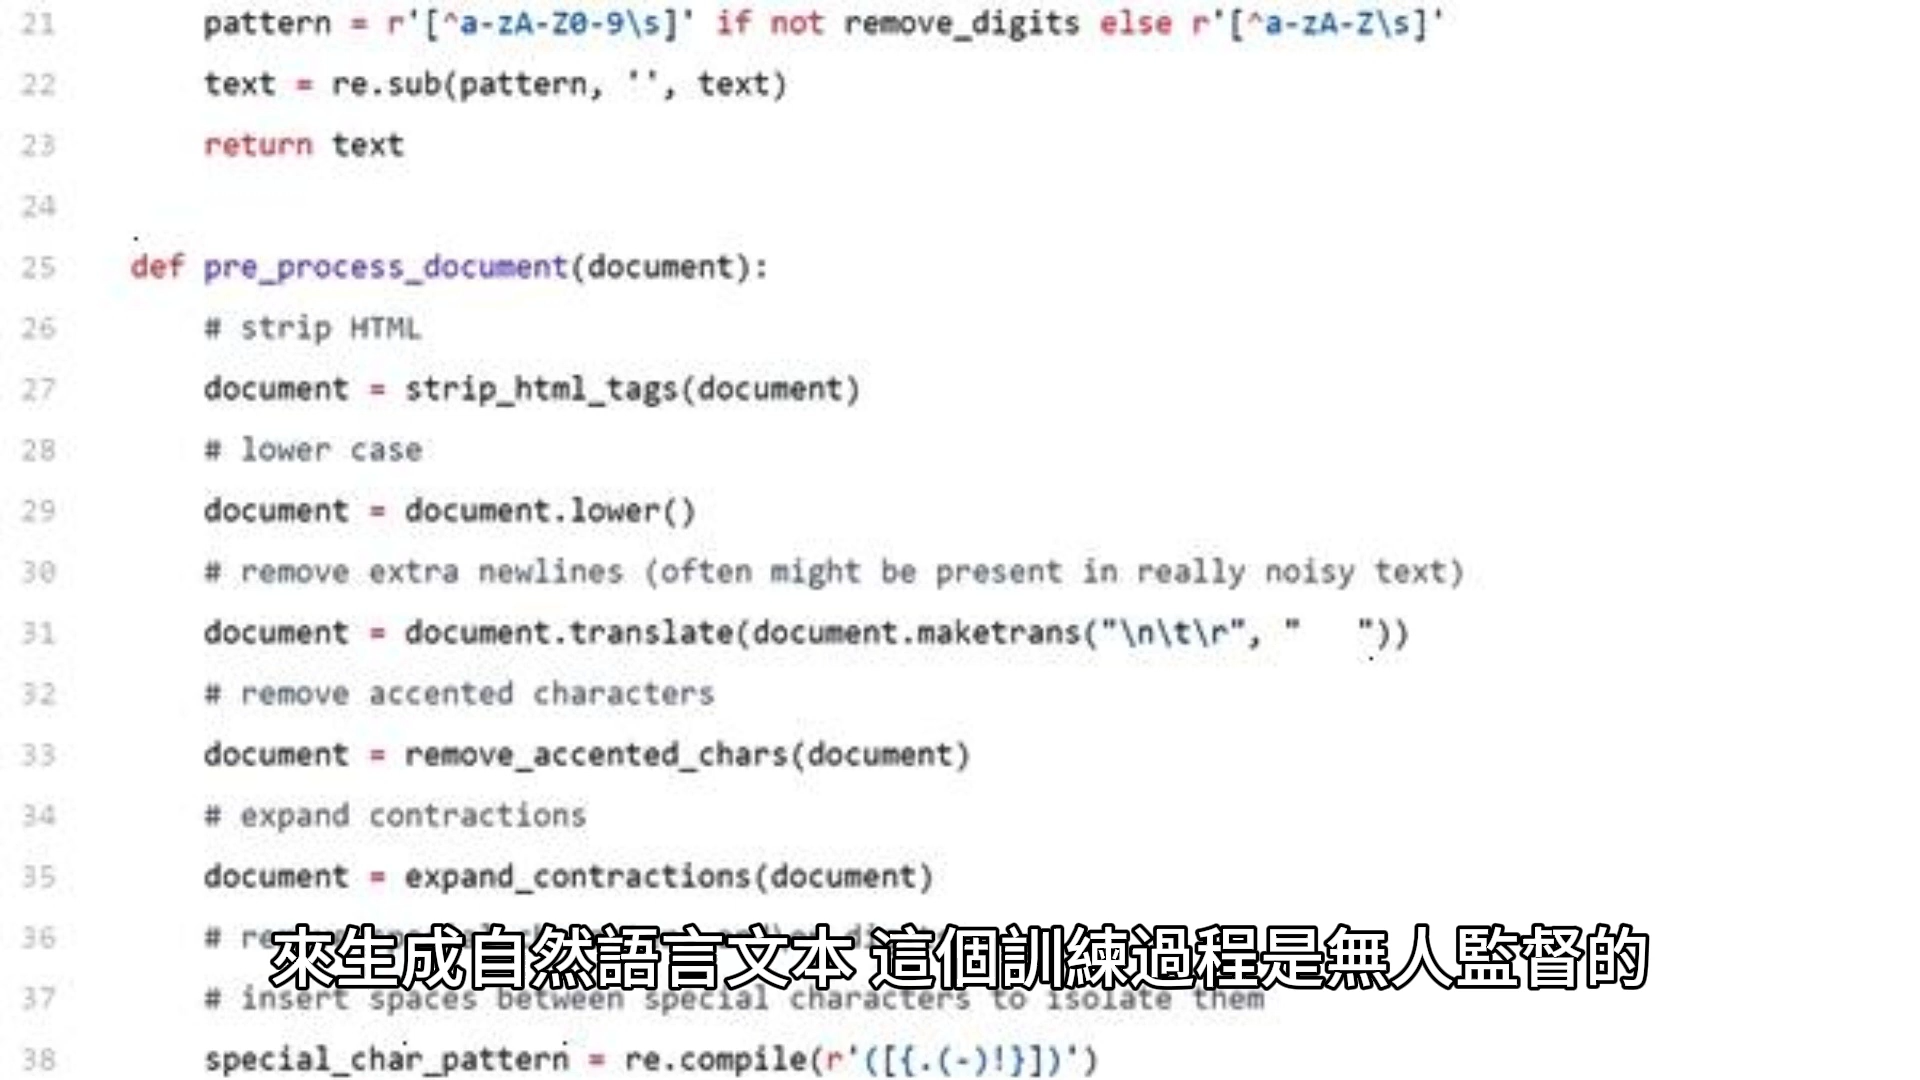 21 pattern = r'[^a-zA-Z0-9\s]' if not remove_digits else r'[^a-zA-Z\s]'
22 text = re.sub(pattern, '', text)
23 return text
24
25 def pre_process_document(document):
26 # strip HTML
27 document = strip_html_tags(document)
28 # lower case
29 document = document.lower()
30 # remove extra newlines (often might be present in really noisy text)
31 document = document.translate(document.maketrans("\n\t\r", "   "))
32 # remove accented characters
33 document = remove_accented_chars(document)
34 # expand contractions
35 document = expand_contractions(document)
36 #
來生成自然語言文本 這個訓練過程是無人監督的
37 # insert spaces between special characters to isolate them
38 special_char_pattern = re.compile(r'([{.(-)!}])')